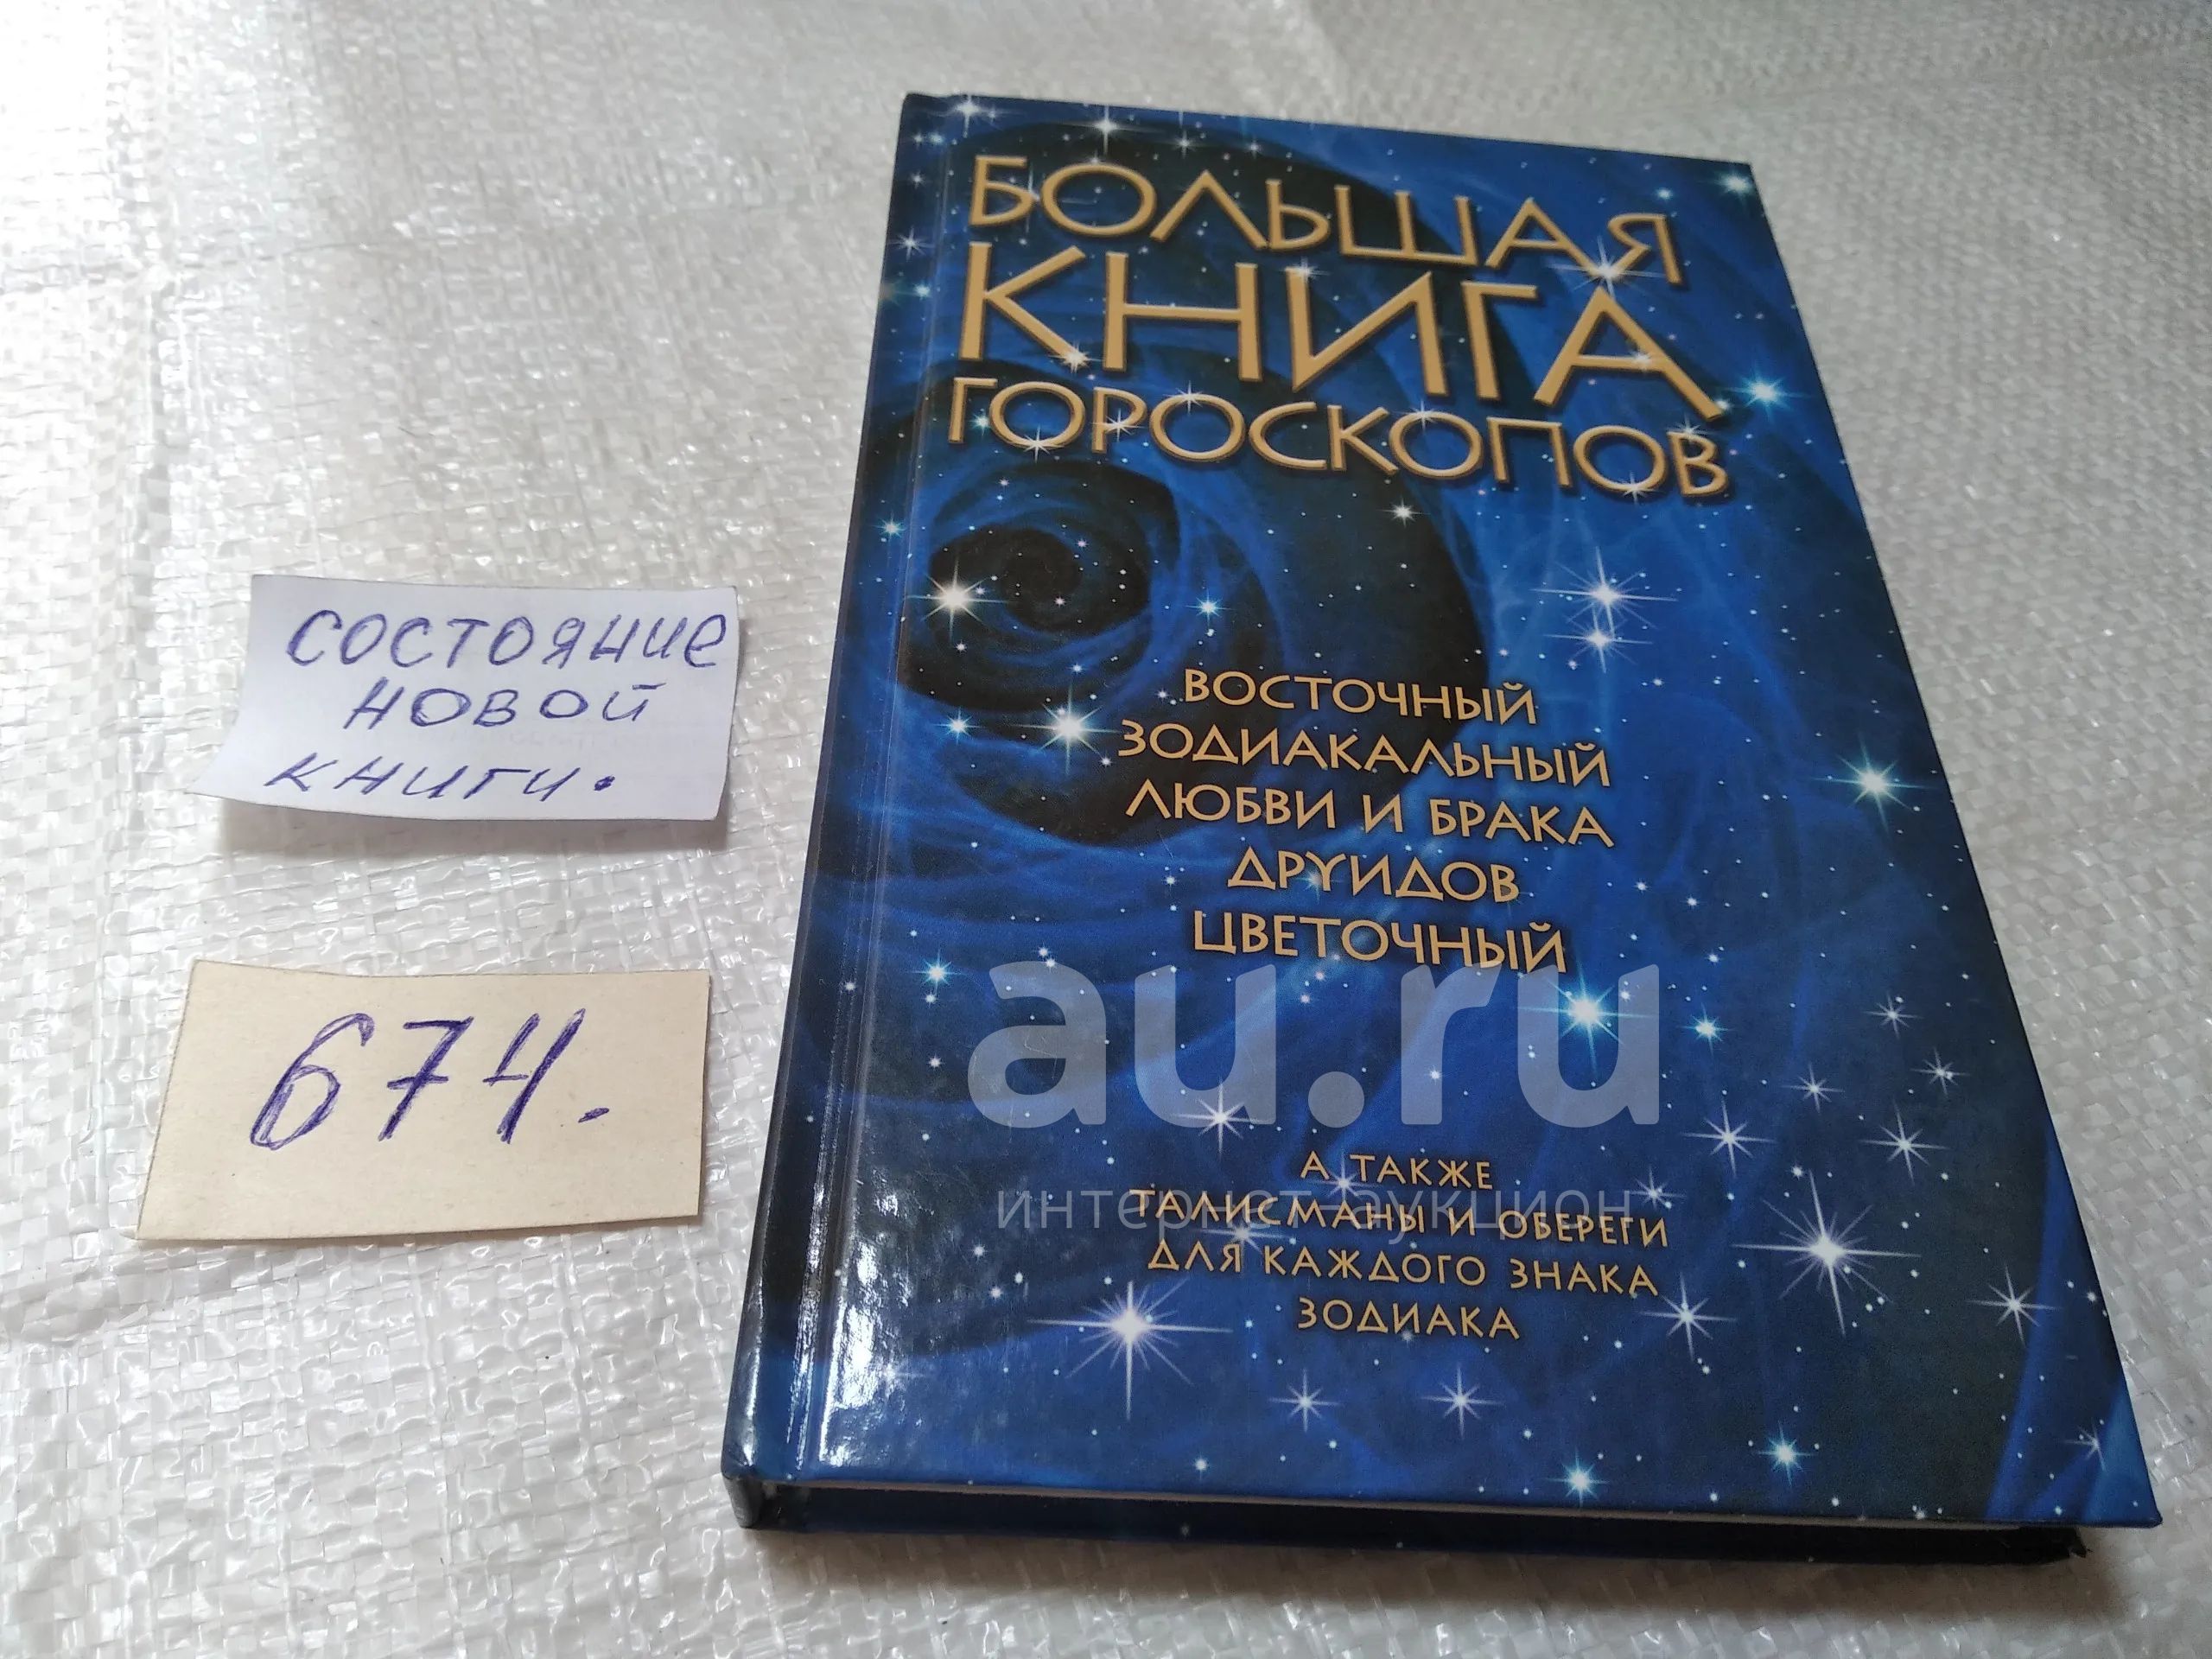 БОЛЬШАЯ
КНИГА
ГОРОСКОПОВ
состояние
новой
книги.
ВОСТОЧНЫЙ
ЗОДИАКАЛЬНЫЙ
ЛЮБВИ И БРАКА
ДРУИДОВ
ЦВЕТОЧНЫЙ
au.ru
674.
А ТАКЖЕ
ТАЛИСМАНЫ И ОБЕРЕГИ
интернет-аукцион
ДЛЯ КАЖДОГО ЗНАКА
ЗОДИАКА